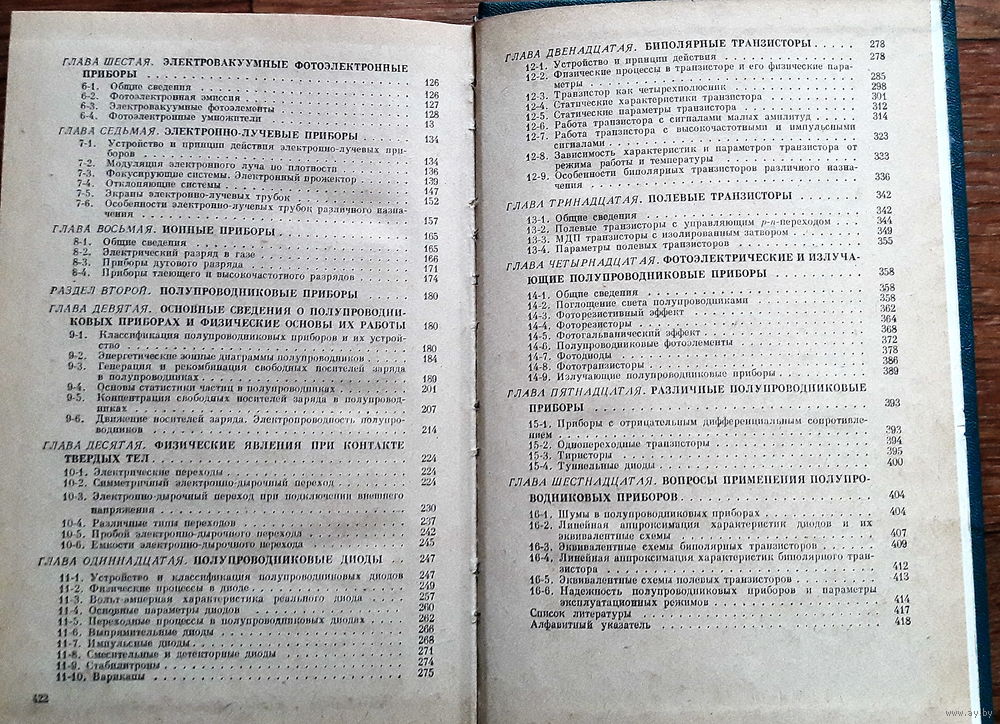 ГЛАВА ШЕСТАЯ. ЭЛЕКТРОВАКУУМНЫЕ ФОТОЭЛЕКТРОННЫЕ
ПРИБОРЫ . . . . . 126
6-1. Общие сведения . . . . . 126
6-2. Фотоэлектронная эмиссия . . . . . 127
6-3. Электровакуумные фотоэлементы . . . . . 128
6-4. Фотоэлектронные умножители . . . . . 13
ГЛАВА СЕДЬМАЯ. ЭЛЕКТРОННО-ЛУЧЕВЫЕ ПРИБОРЫ . . . . . 134
7-1. Устройство и принцип действия электронно-лучевых при-
боров . . . . . 134
7-2. Модуляция электронного луча по плотности . . . . . 136
7-3. Фокусирующие системы. Электронный прожектор . . . . . 139
7-4. Отклоняющие системы . . . . . 147
7-5. Экраны электронно-лучевых трубок . . . . . 152
7-6. Особенности электронно-лучевых трубок различного назна-
чения . . . . . 157
ГЛАВА ВОСЬМАЯ. ИОННЫЕ ПРИБОРЫ . . . . . 165
8-1. Общие сведения . . . . . 165
8-2. Электрический разряд в газе . . . . . 166
8-3. Приборы дугового разряда . . . . . 171
8-4. Приборы тлеющего и высокочастотного разрядов . . . . . 174
РАЗДЕЛ ВТОРОЙ. ПОЛУПРОВОДНИКОВЫЕ ПРИБОРЫ . . . . . 180
ГЛАВА ДЕВЯТАЯ. ОСНОВНЫЕ СВЕДЕНИЯ О ПОЛУПРОВОДНИ-
КОВЫХ ПРИБОРАХ И ФИЗИЧЕСКИЕ ОСНОВЫ ИХ РАБОТЫ 180
9-1. Классификация полупроводниковых приборов и их устрой-
ство . . . . . 180
9-2. Энергетические зонные диаграммы полупроводников . . . . . 184
9-3. Генерация и рекомбинация свободных носителей заряда
в полупроводниках . . . . . 189
9-4. Основы статистики частиц в полупроводниках . . . . . 201
9-5. Концентрация свободных носителей заряда в полупровод-
никах . . . . . 207
9-6. Движение носителей заряда. Электропроводность полупро-
водников . . . . . 214
ГЛАВА ДЕСЯТАЯ. ФИЗИЧЕСКИЕ ЯВЛЕНИЯ ПРИ КОНТАКТЕ
ТВЕРДЫХ ТЕЛ . . . . . 224
10-1. Электрические переходы . . . . . 224
10-2. Симметричный электронно-дырочный переход . . . . . 224
10-3. Электронно-дырочный переход при подключении внешнего
напряжения . . . . . 230
10-4. Различные типы переходов . . . . . 237
10-5. Пробой электронно-дырочного перехода . . . . . 242
10-6. Емкости электронно-дырочного перехода . . . . . 245
ГЛАВА ОДИННАДЦАТАЯ. ПОЛУПРОВОДНИКОВЫЕ ДИОДЫ . . 247
11-1. Устройство и классификация полупроводниковых диодов 247
11-2. Физические процессы в диоде . . . . . 249
11-3. Вольт-амперная характеристика реального диода . . . . . 257
11-4. Основные параметры диодов . . . . . 260
11-5. Переходные процессы в полупроводниковых диодах . . . . . 262
11-6. Выпрямительные диоды . . . . . 266
11-7. Импульсные диоды . . . . . 268
11-8. Смесительные и детекторные диоды . . . . . 271
11-9. Стабилитроны . . . . . 274
11-10. Варикапы . . . . . 275
422
ГЛАВА ДВЕНАДЦАТАЯ. БИПОЛЯРНЫЕ ТРАНЗИСТОРЫ . . . . . 278
12-1. Устройство и принцип действия . . . . . 278
12-2. Физические процессы в транзисторе и его физические пара-
метры . . . . . 285
12-3. Транзистор как четырехполюсник . . . . . 298
12-4. Статические характеристики транзистора . . . . . 301
12-5. Статические параметры транзистора . . . . . 312
12-6. Работа транзистора с сигналами малых амплитуд . . . . . 314
12-7. Работа транзистора с высокочастотными и импульсными
сигналами . . . . . 323
12-8. Зависимость характеристик и параметров транзистора от
режима работы и температуры . . . . . 333
12-9. Особенности биполярных транзисторов различного назна-
чения . . . . . 336
ГЛАВА ТРИНАДЦАТАЯ. ПОЛЕВЫЕ ТРАНЗИСТОРЫ . . . . . 342
13-1. Общие сведения . . . . . 342
13-2. Полевые транзисторы с управляющим p-n-переходом . . . 344
13-3. МДП транзисторы с изолированным затвором . . . . . 349
13-4. Параметры полевых транзисторов . . . . . 355
ГЛАВА ЧЕТЫРНАДЦАТАЯ. ФОТОЭЛЕКТРИЧЕСКИЕ И ИЗЛУЧА-
ЮЩИЕ ПОЛУПРОВОДНИКОВЫЕ ПРИБОРЫ . . . . . 358
14-1. Общие сведения . . . . . 358
14-2. Поглощение света полупроводниками . . . . . 358
14-3. Фоторезистивный эффект . . . . . 362
14-4. Фоторезисторы . . . . . 364
14-5. Фотогальванический эффект . . . . . 368
14-6. Полупроводниковые фотоэлементы . . . . . 372
14-7. Фотодиоды . . . . . 378
14-8. Фототранзисторы . . . . . 386
14-9. Излучающие полупроводниковые приборы . . . . . 389
ГЛАВА ПЯТНАДЦАТАЯ. РАЗЛИЧНЫЕ ПОЛУПРОВОДНИКОВЫЕ
ПРИБОРЫ . . . . . 393
15-1. Приборы с отрицательным дифференциальным сопротивле-
нием . . . . . 393
15-2. Однопереходные транзисторы . . . . . 394
15-3. Тиристоры . . . . . 395
15-4. Туннельные диоды . . . . . 400
ГЛАВА ШЕСТНАДЦАТАЯ. ВОПРОСЫ ПРИМЕНЕНИЯ ПОЛУПРО-
ВОДНИКОВЫХ ПРИБОРОВ . . . . . 404
16-1. Шумы в полупроводниковых приборах . . . . . 404
16-2. Линейная аппроксимация характеристик диодов и их
эквивалентные схемы . . . . . 407
16-3. Эквивалентные схемы биполярных транзисторов . . . . . 409
16-4. Линейная аппроксимация характеристик биполярного тран-
зистора . . . . . 412
16-5. Эквивалентные схемы полевых транзисторов . . . . . 413
16-6. Надежность полупроводниковых приборов и параметры
эксплуатационных режимов . . . . . 414
Список литературы . . . . . 417
Алфавитный указатель . . . . . 418
www.ay.by